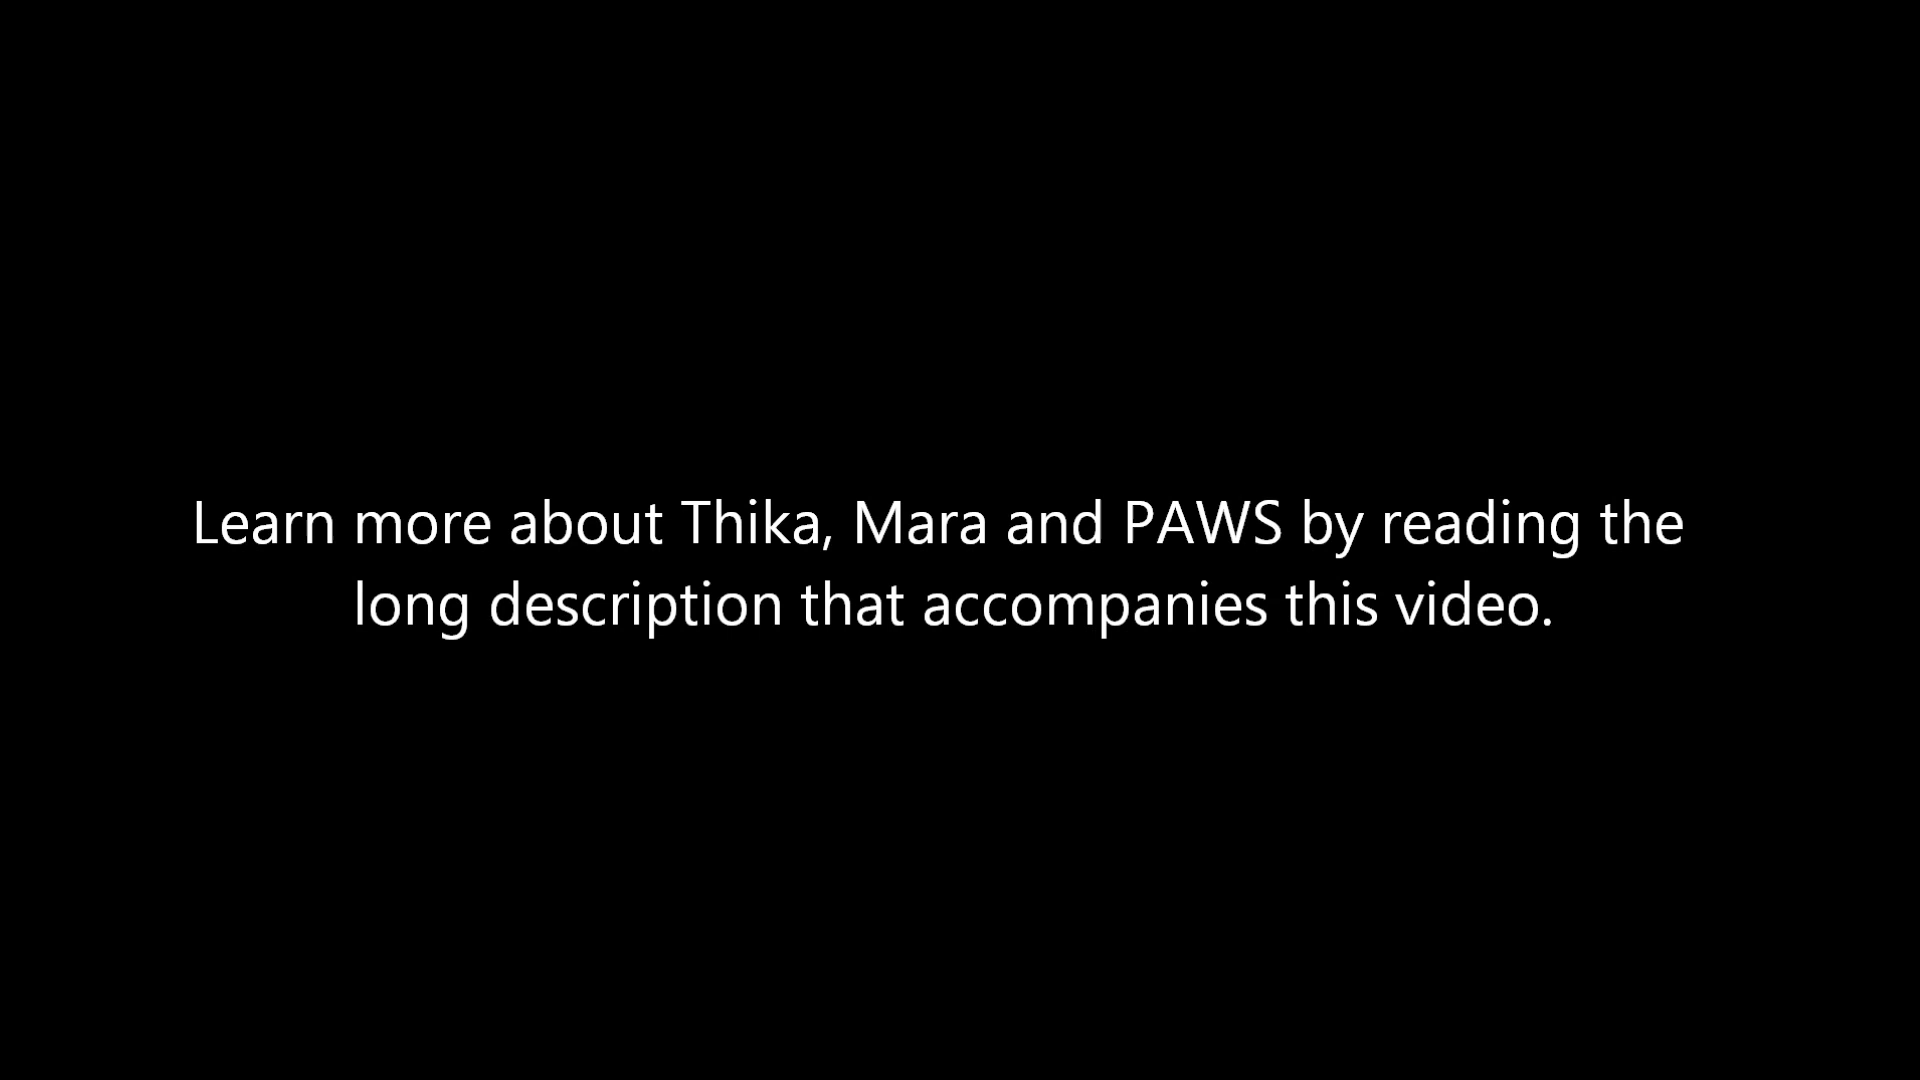 Learn more about Thika, Mara and PAWS by reading the
long description that accompanies this video.